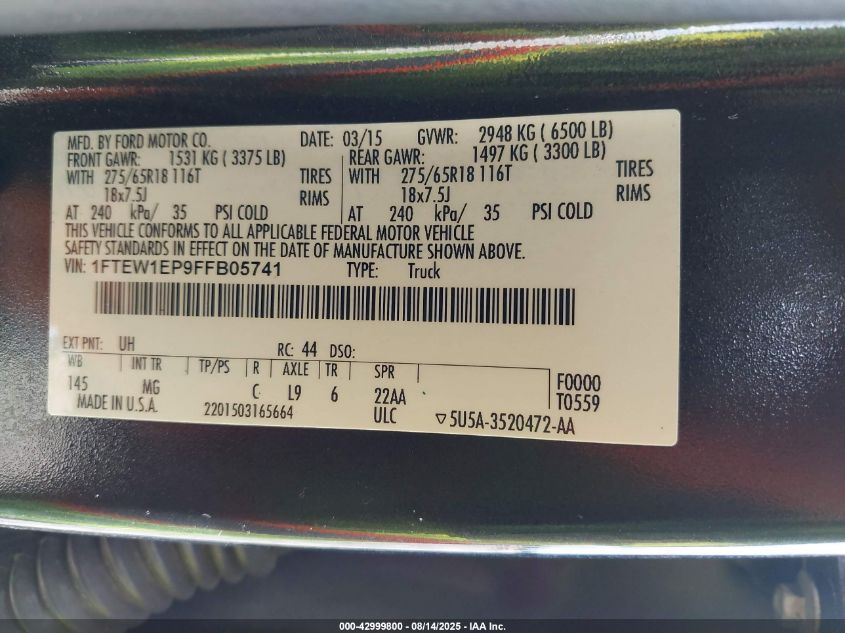 MFD. BY FORD MOTOR CO. DATE: 03/15 GVWR: 2948 KG ( 6500 LB)
FRONT GAWR: 1531 KG ( 3375 LB) REAR GAWR: 1497 KG ( 3300 LB)
WITH 275/65R18 116T TIRES WITH 275/65R18 116T TIRES
18x7.5J RIMS 18x7.5J RIMS
AT 240 kPa/ 35 PSI COLD AT 240 kPa/ 35 PSI COLD
THIS VEHICLE CONFORMS TO ALL APPLICABLE FEDERAL MOTOR VEHICLE
SAFETY STANDARDS IN EFFECT ON THE DATE OF MANUFACTURE SHOWN ABOVE.
VIN: 1FTEW1EP9FFB05741 TYPE: Truck
EXT PNT: UH RC: 44 DSO:
WB INT TR TP/PS R AXLE TR SPR
145 MG C L9 6 22AA F0000
MADE IN U.S.A. 2201503165664 ULC T0559
▽5U5A-3520472-AA
000-42999800 - 08/14/2025 - IAA Inc.